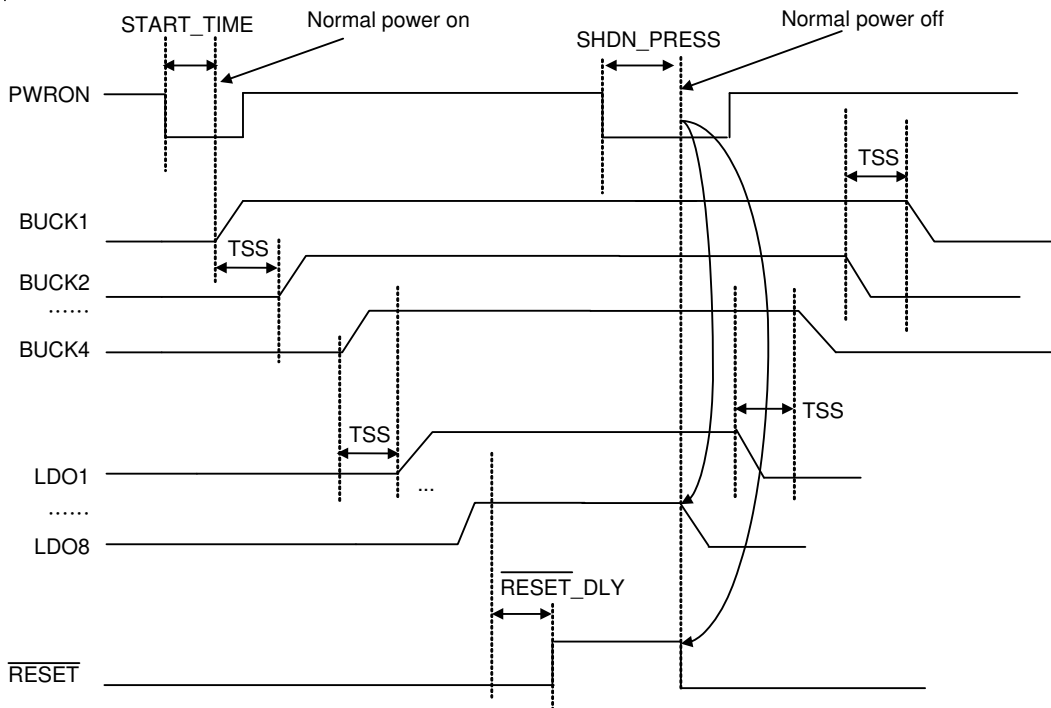 START_TIME
Normal power on
Normal power off
SHDN_PRESS
PWRON
TSS
BUCK1
TSS
BUCK2
......
BUCK4
TSS
TSS
LDO1
...
......
LDO8
RESET_DLY
RESET